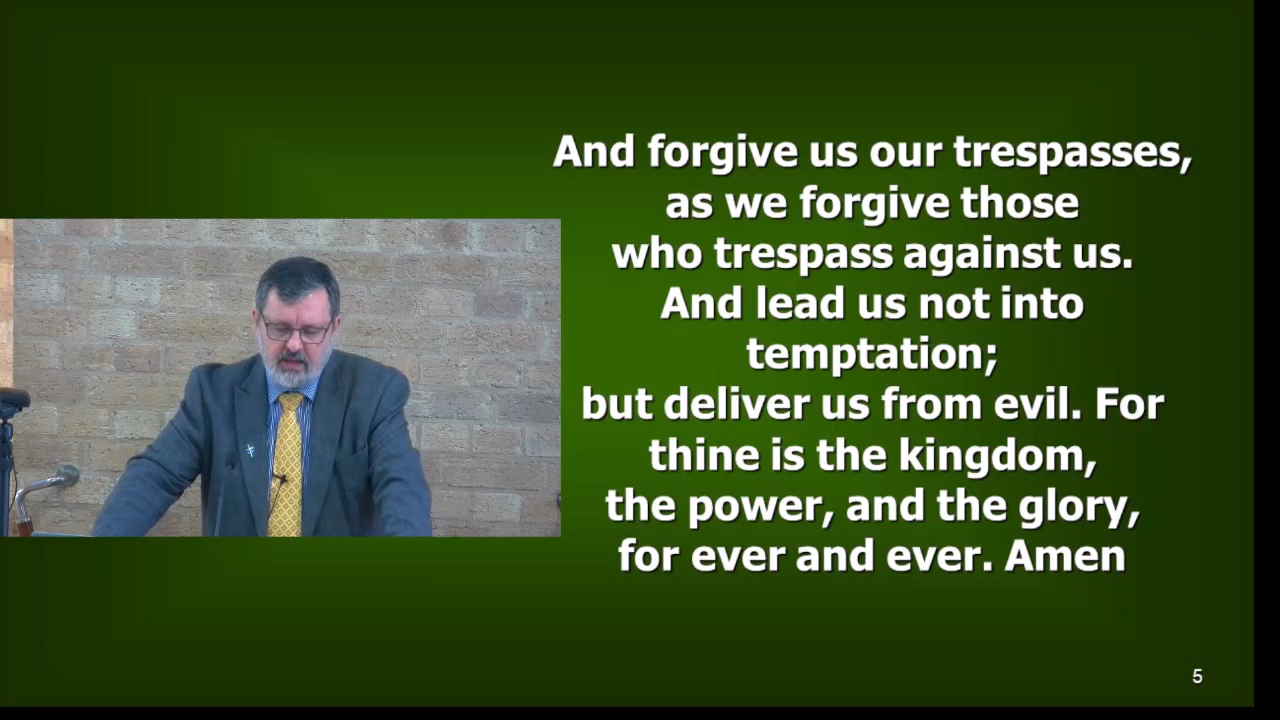 And forgive us our trespasses,
as we forgive those
who trespass against us.
And lead us not into
temptation;
but deliver us from evil. For
thine is the kingdom,
the power, and the glory,
for ever and ever. Amen
5